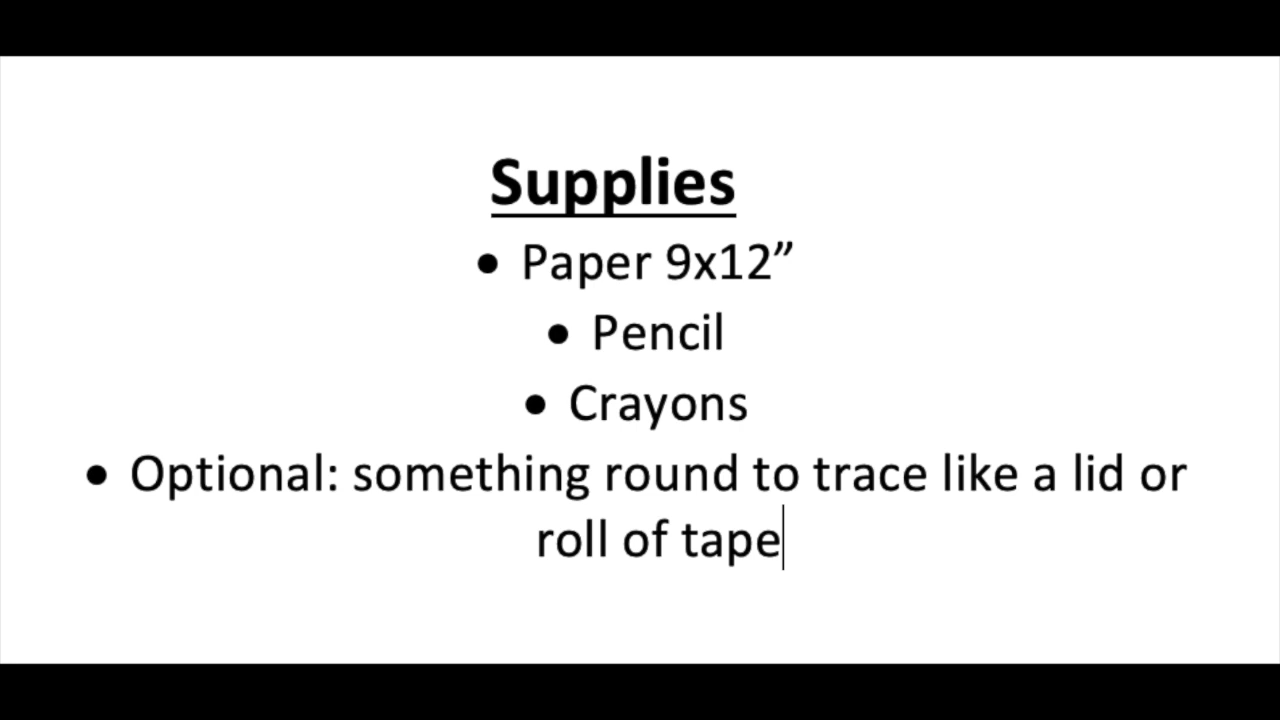 Supplies
• Paper 9x12”
• Pencil
• Crayons
• Optional: something round to trace like a lid or
roll of tape